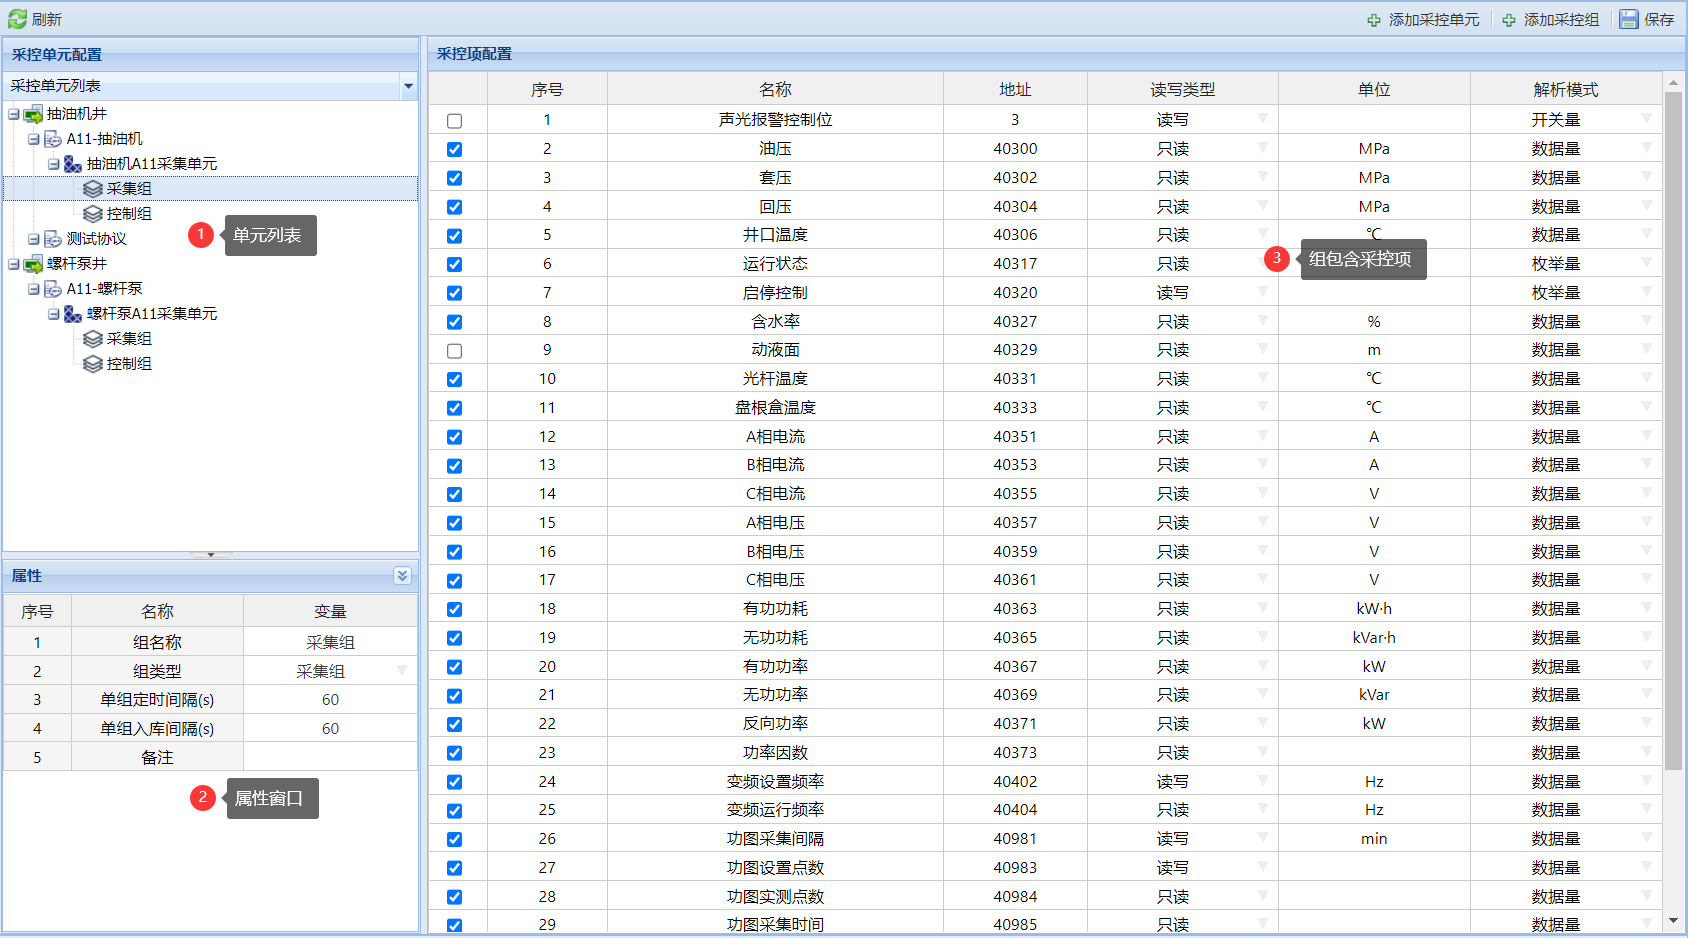 刷新 添加采控单元 添加采控组 保存
采控单元配置
采控单元列表
抽油机井
A11-抽油机
抽油机A11采集单元
采集组
控制组
测试协议
螺杆泵井
A11-螺杆泵
螺杆泵A11采集单元
采集组
控制组
1 单元列表
属性
序号 名称 变量
1 组名称 采集组
2 组类型 采集组
3 单组定时间隔(s) 60
4 单组入库间隔(s) 60
5 备注
2 属性窗口
采控项配置
序号 名称 地址 读写类型 单位 解析模式
1 声光报警控制位 3 读写 开关量
2 油压 40300 只读 MPa 数据量
3 套压 40302 只读 MPa 数据量
4 回压 40304 只读 MPa 数据量
5 井口温度 40306 只读 ℃ 数据量
6 运行状态 40317 只读 枚举量
7 启停控制 40320 读写 枚举量
8 含水率 40327 只读 % 数据量
9 动液面 40329 只读 m 数据量
10 光杆温度 40331 只读 ℃ 数据量
11 盘根盒温度 40333 只读 ℃ 数据量
12 A相电流 40351 只读 A 数据量
13 B相电流 40353 只读 A 数据量
14 C相电流 40355 只读 V 数据量
15 A相电压 40357 只读 V 数据量
16 B相电压 40359 只读 V 数据量
17 C相电压 40361 只读 V 数据量
18 有功功耗 40363 只读 kW·h 数据量
19 无功功耗 40365 只读 kVar·h 数据量
20 有功功率 40367 只读 kW 数据量
21 无功功率 40369 只读 kVar 数据量
22 反向功率 40371 只读 kW 数据量
23 功率因数 40373 只读 数据量
24 变频设置频率 40402 读写 Hz 数据量
25 变频运行频率 40404 只读 Hz 数据量
26 功图采集间隔 40981 读写 min 数据量
27 功图设置点数 40983 读写 数据量
28 功图实测点数 40984 只读 数据量
29 功图采集时间 40985 只读 数据量
3 组包含采控项